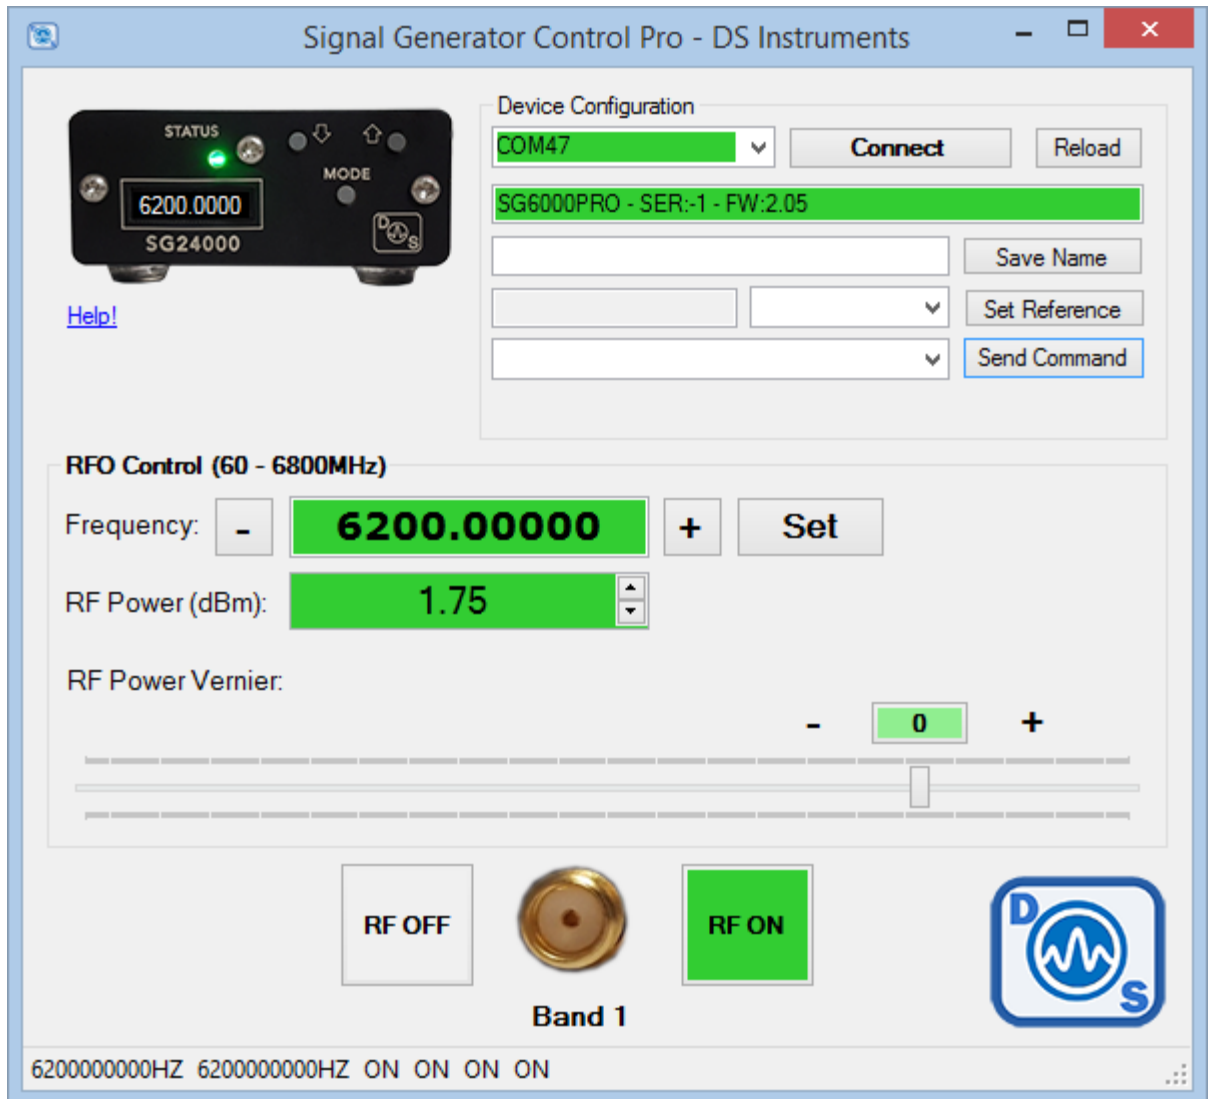 Signal Generator Control Pro - DS Instruments
STATUS
MODE
6200.0000
SG24000
D S
Help!
Device Configuration
COM47 Connect Reload
SG6000PRO - SER:-1 - FW:2.05
Save Name
Set Reference
Send Command
RFO Control (60 - 6800MHz)
Frequency: - 6200.00000 + Set
RF Power (dBm): 1.75
RF Power Vernier:
- 0 +
RF OFF RF ON
Band 1
D S
6200000000HZ 6200000000HZ ON ON ON ON